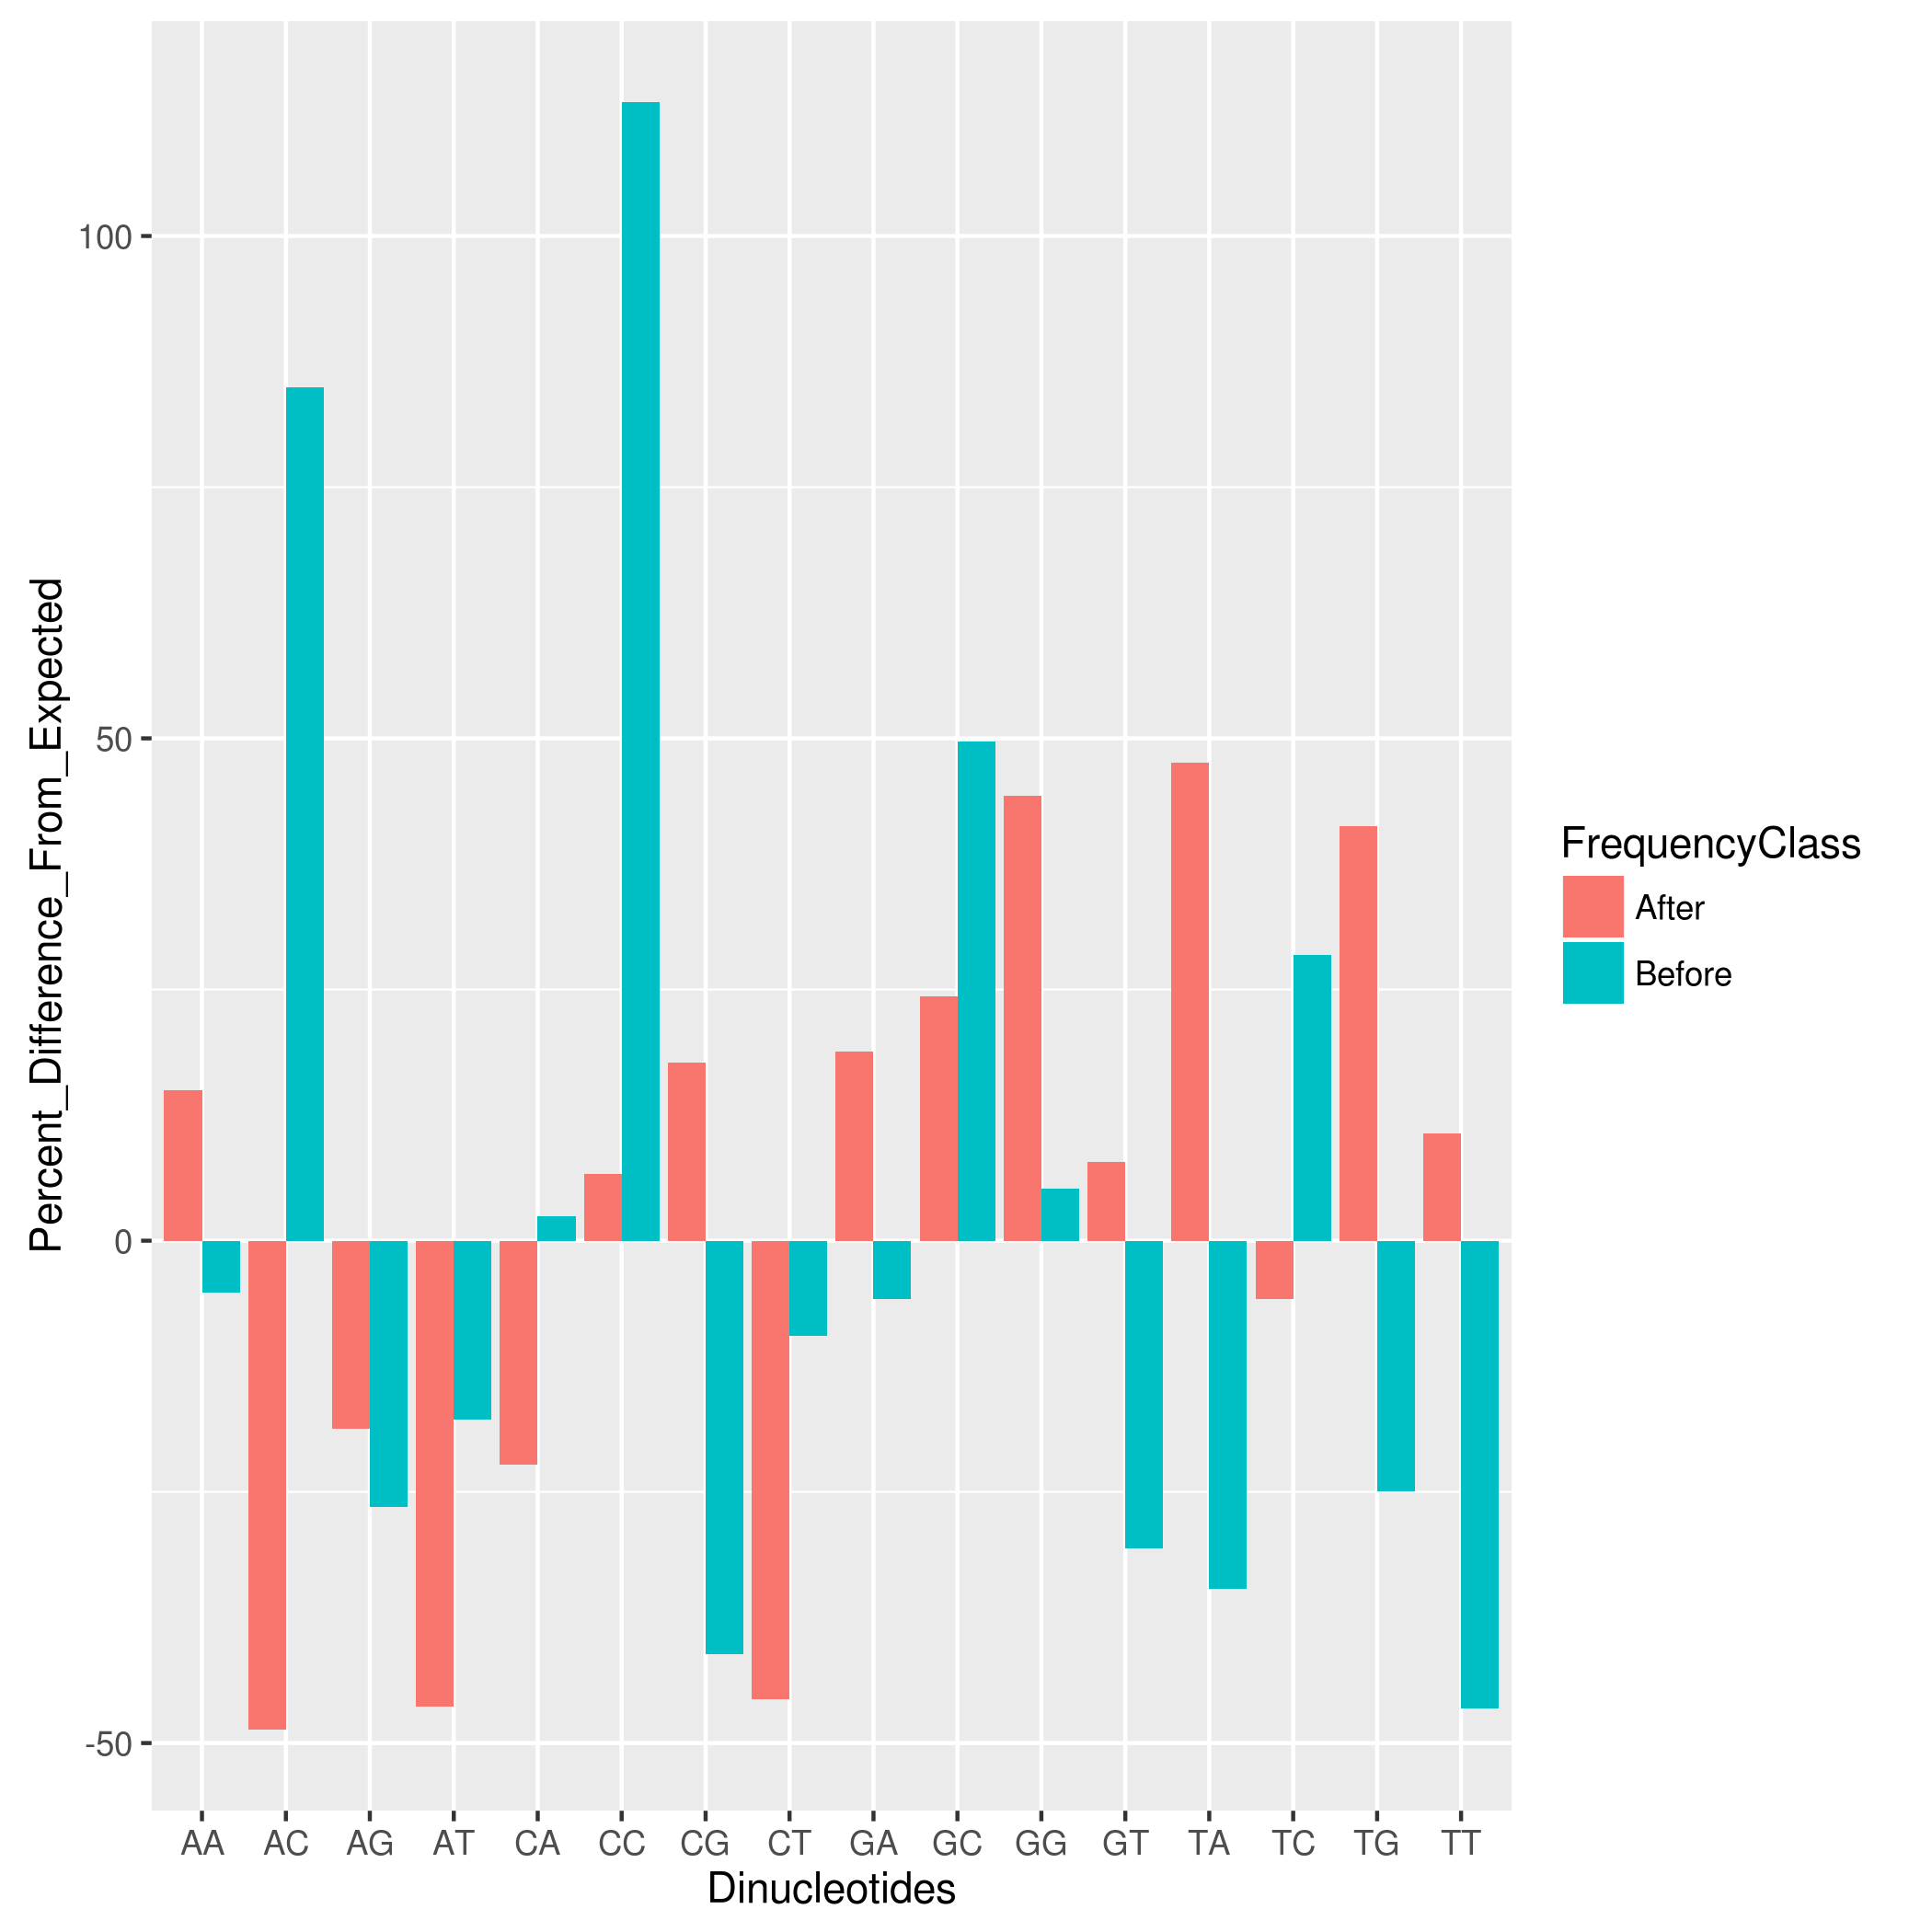 Percent_Difference_From_Expected
100
50
0
-50
AA AC AG AT CA CC CG CT GA GC GG GT TA TC TG TT
Dinucleotides
FrequencyClass
After
Before